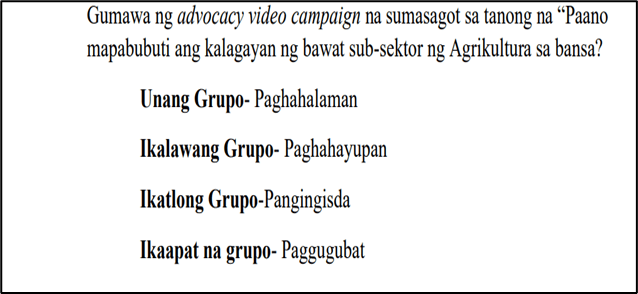 Gumawa ng advocacy video campaign na sumasagot sa tanong na “Paano
mapabubuti ang kalagayan ng bawat sub-sektor ng Agrikultura sa bansa?
Unang Grupo- Paghahalaman
Ikalawang Grupo- Paghahayupan
Ikatlong Grupo-Pangingisda
Ikaapat na grupo- Paggugubat